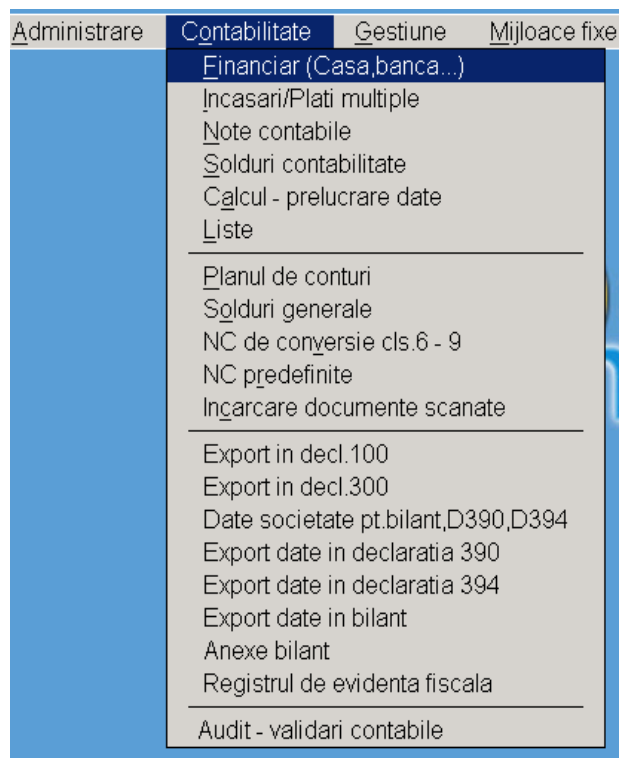 Administrare Contabilitate Gestiune Mijloace fixe
Financiar (Casa,banca...)
Incasari/Plati multiple
Note contabile
Solduri contabilitate
Calcul - prelucrare date
Liste
Planul de conturi
Solduri generale
NC de conversie cls.6 - 9
NC predefinite
Incarcare documente scanate
Export in decl.100
Export in decl.300
Date societate pt.bilant,D390,D394
Export date in declaratia 390
Export date in declaratia 394
Export date in bilant
Anexe bilant
Registrul de evidenta fiscala
Audit - validari contabile